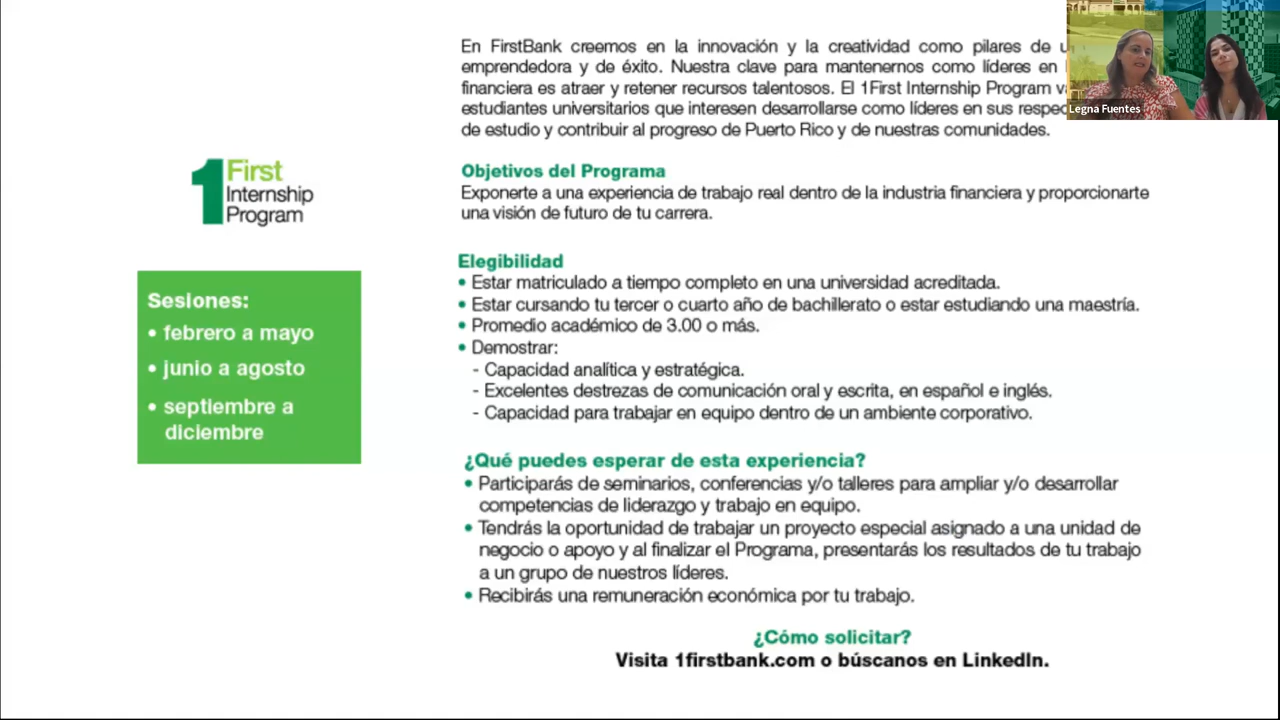 En FirstBank creemos en la innovación y la creatividad como pilares de
emprendedora y de éxito. Nuestra clave para mantenernos como líderes en
financiera es atraer y retener recursos talentosos. El 1First Internship Program
estudiantes universitarios que interesen desarrollarse como líderes en sus
de estudio y contribuir al progreso de Puerto Rico y de nuestras comunidades.
Legna Fuentes
1First
Internship
Program
Objetivos del Programa
Exponerte a una experiencia de trabajo real dentro de la industria financiera y proporcionarte
una visión de futuro de tu carrera.
Sesiones:
• febrero a mayo
• junio a agosto
• septiembre a
diciembre
Elegibilidad
• Estar matriculado a tiempo completo en una universidad acreditada.
• Estar cursando tu tercer o cuarto año de bachillerato o estar estudiando una maestría.
• Promedio académico de 3.00 o más.
• Demostrar:
- Capacidad analítica y estratégica.
- Excelentes destrezas de comunicación oral y escrita, en español e inglés.
- Capacidad para trabajar en equipo dentro de un ambiente corporativo.
¿Qué puedes esperar de esta experiencia?
• Participarás de seminarios, conferencias y/o talleres para ampliar y/o desarrollar
competencias de liderazgo y trabajo en equipo.
• Tendrás la oportunidad de trabajar un proyecto especial asignado a una unidad de
negocio o apoyo y al finalizar el Programa, presentarás los resultados de tu trabajo
a un grupo de nuestros líderes.
• Recibirás una remuneración económica por tu trabajo.
¿Cómo solicitar?
Visita 1firstbank.com o búscanos en LinkedIn.